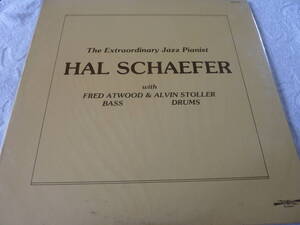 The Extraordinary Jazz Pianist
HAL SCHAEFER
with
FRED ATWOOD & ALVIN STOLLER
BASS DRUMS